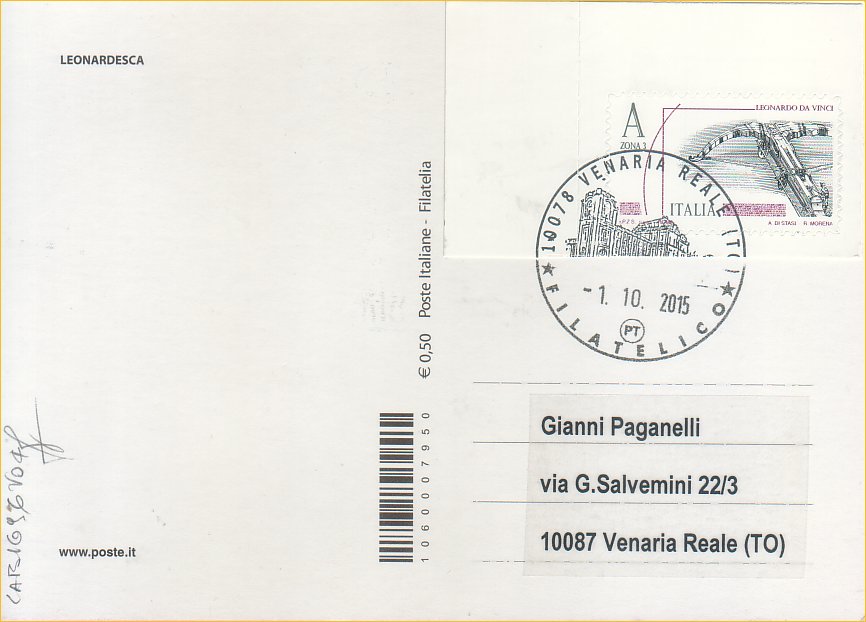 LEONARDESCA
A
ZONA 3
LEONARDO DA VINCI
ITALIA
A. DI STASI R. MORENA
10078 VENARIA REALE (TO)
- 1. 10. 2015
PT
FILATELICO
€ 0,50 Poste Italiane - Filatelia
1060007950
Gianni Paganelli
via G.Salvemini 22/3
10087 Venaria Reale (TO)
www.poste.it